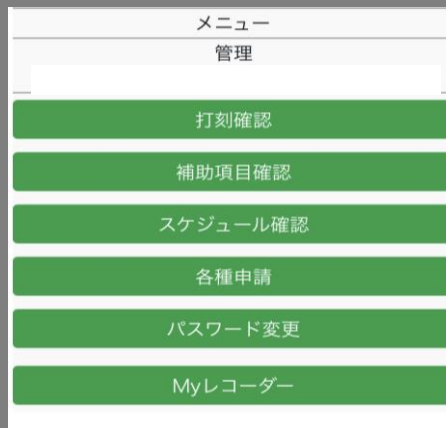 メニュー
管理
打刻確認
補助項目確認
スケジュール確認
各種申請
パスワード変更
Myレコーダー